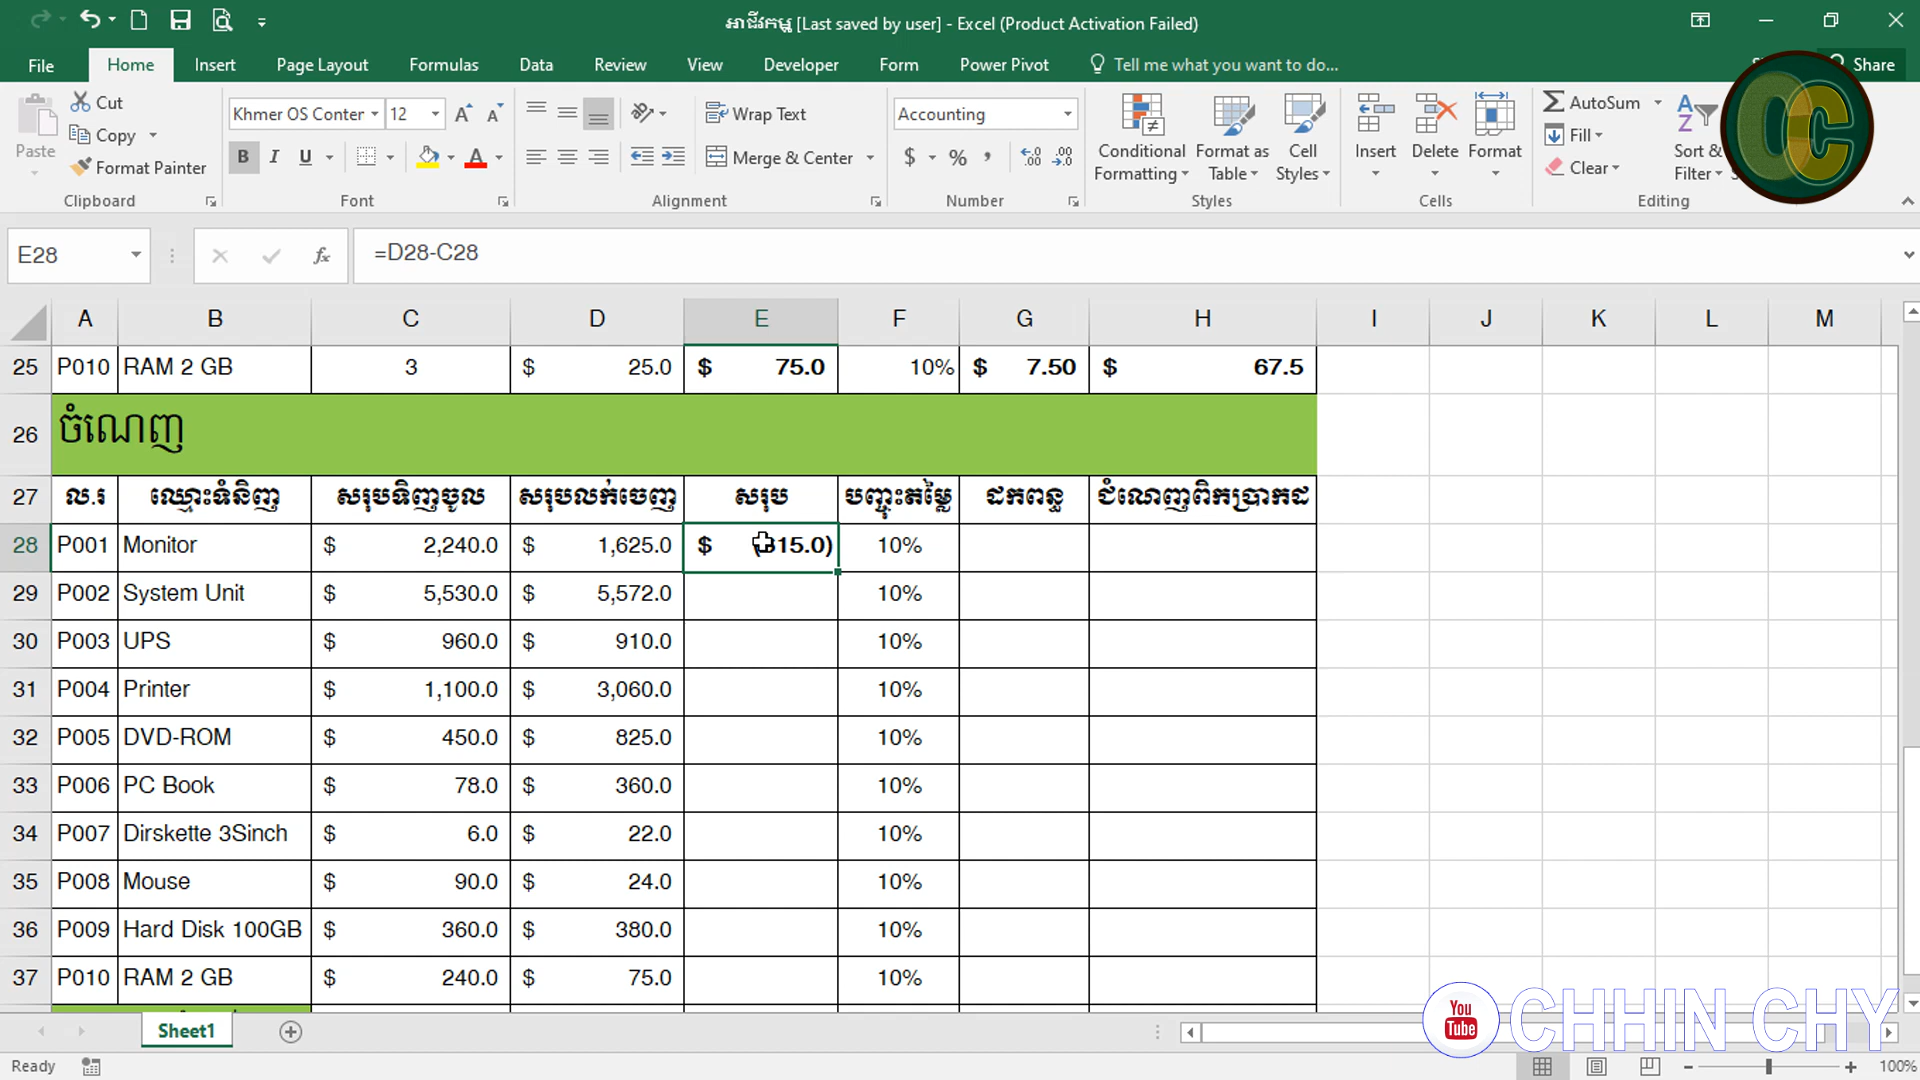 អាជីវកម្ម [Last saved by user] - Excel (Product Activation Failed)
File Home Insert Page Layout Formulas Data Review View Developer Form Power Pivot Tell me what you want to do... Share
Cut
Copy
Format Painter
Paste
Clipboard
Khmer OS Conter 12
B I U
Font
Wrap Text
Merge & Center
Alignment
Accounting
$ % ,
Number
Conditional Formatting
Format as Table
Cell Styles
Styles
Insert Delete Format
Cells
AutoSum
Fill
Clear
Sort & Filter
Editing
OC
E28 fx =D28-C28
A B C D E F G H I J K L M
25 P010 RAM 2 GB 3 $ 25.0 $ 75.0 10% $ 7.50 $ 67.5
26 ចំណេញ
27 ល.រ ឈ្មោះទំនិញ សរុបទិញចូល សរុបលក់ចេញ សរុប បញ្ចុះតម្លៃ ដកពន្ធ ជំណេញពិកប្រាកដ
28 P001 Monitor $ 2,240.0 $ 1,625.0 $ 15.0) 10%
29 P002 System Unit $ 5,530.0 $ 5,572.0 10%
30 P003 UPS $ 960.0 $ 910.0 10%
31 P004 Printer $ 1,100.0 $ 3,060.0 10%
32 P005 DVD-ROM $ 450.0 $ 825.0 10%
33 P006 PC Book $ 78.0 $ 360.0 10%
34 P007 Dirskette 3Sinch $ 6.0 $ 22.0 10%
35 P008 Mouse $ 90.0 $ 24.0 10%
36 P009 Hard Disk 100GB $ 360.0 $ 380.0 10%
37 P010 RAM 2 GB $ 240.0 $ 75.0 10%
Sheet1
You Tube CHHIN CHY
Ready 100%